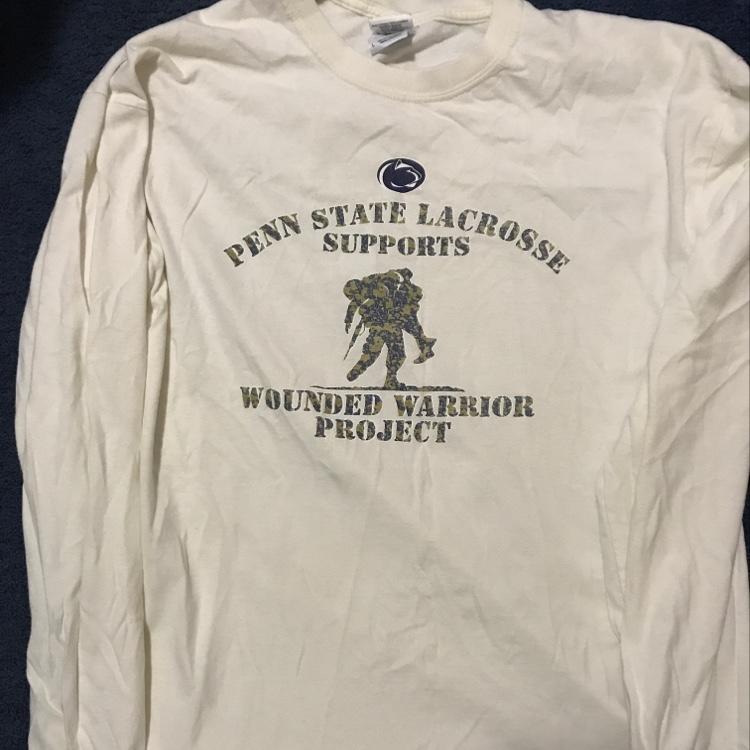 PENN STATE LACROSSE
SUPPORTS
WOUNDED WARRIOR
PROJECT